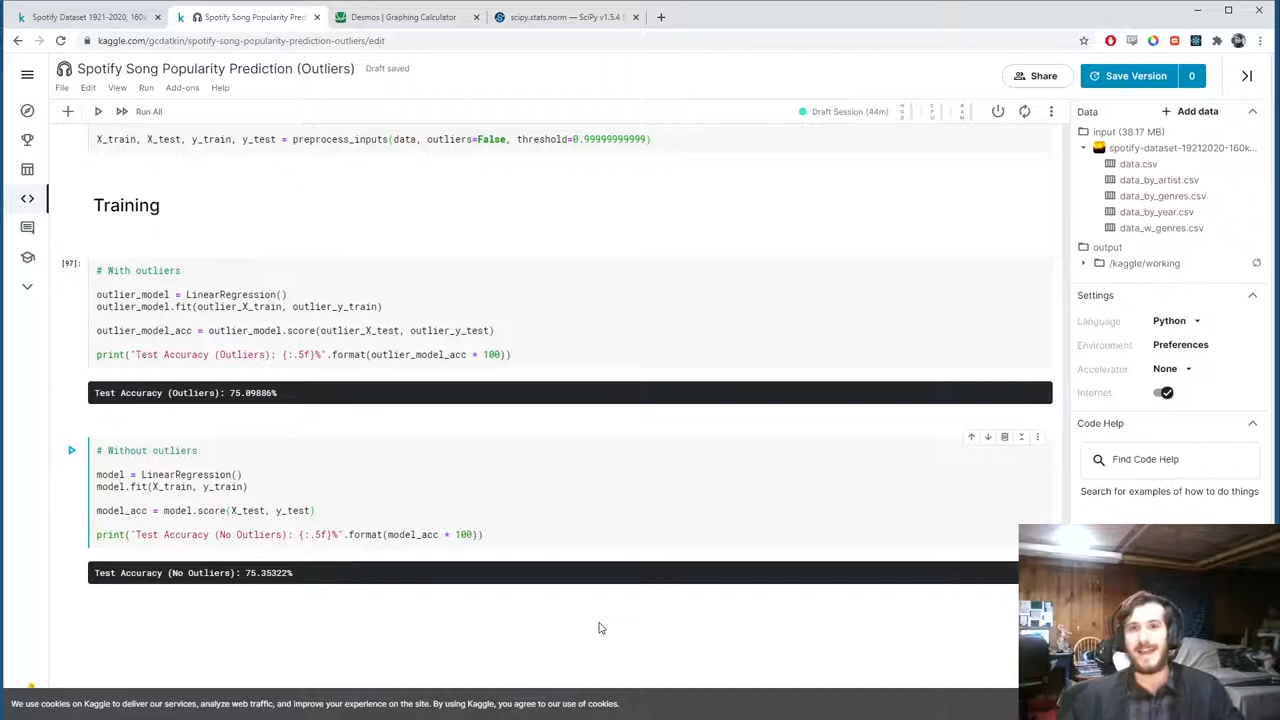 Spotify Dataset 1921-2020, 160k
Spotify Song Popularity Pred
Desmos | Graphing Calculator
scipy.stats.norm — SciPy v1.5.4
kaggle.com/gcdatkin/spotify-song-popularity-prediction-outliers/edit
Spotify Song Popularity Prediction (Outliers)
Draft saved
Share
Save Version
0
File
Edit
View
Run
Add-ons
Help
Run All
Draft Session (44m)
X_train, X_test, y_train, y_test = preprocess_inputs(data, outliers=False, threshold=0.99999999999)
Training
[97]:
# With outliers
outlier_model = LinearRegression()
outlier_model.fit(outlier_X_train, outlier_y_train)
outlier_model_acc = outlier_model.score(outlier_X_test, outlier_y_test)
print("Test Accuracy (Outliers): {:.5f}%".format(outlier_model_acc * 100))
Test Accuracy (Outliers): 75.09886%
# Without outliers
model = LinearRegression()
model.fit(X_train, y_train)
model_acc = model.score(X_test, y_test)
print("Test Accuracy (No Outliers): {:.5f}%".format(model_acc * 100))
Test Accuracy (No Outliers): 75.35322%
Data
Add data
input (38.17 MB)
spotify-dataset-19212020-160k...
data.csv
data_by_artist.csv
data_by_genres.csv
data_by_year.csv
data_w_genres.csv
output
/kaggle/working
Settings
Language
Python
Environment
Preferences
Accelerator
None
Internet
Code Help
Find Code Help
Search for examples of how to do things
We use cookies on Kaggle to deliver our services, analyze web traffic, and improve your experience on the site. By using Kaggle, you agree to our use of cookies.